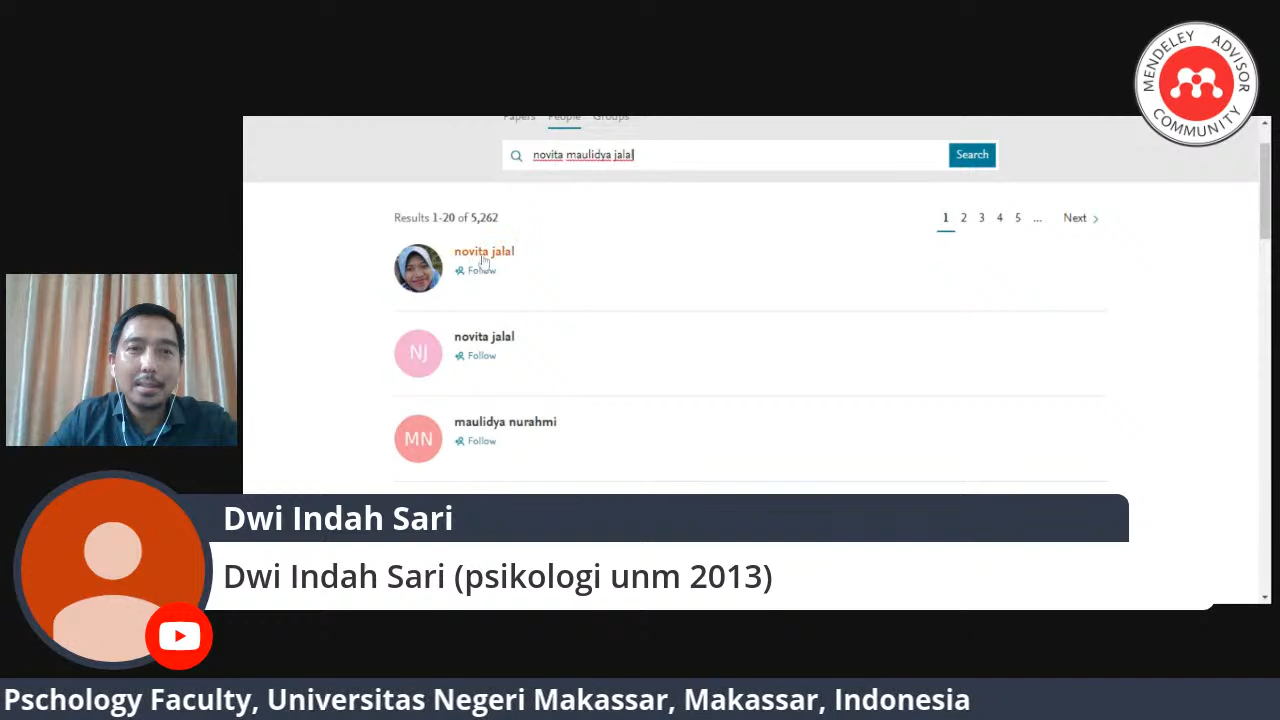 MENDELEY ADVISOR
COMMUNITY
Papers People Groups
novita maulidya jalal
Search
Results 1-20 of 5,262
1 2 3 4 5 ... Next
novita jalal
Follow
NJ
novita jalal
Follow
MN
maulidya nurahmi
Follow
Dwi Indah Sari
Dwi Indah Sari (psikologi unm 2013)
Pschology Faculty, Universitas Negeri Makassar, Makassar, Indonesia